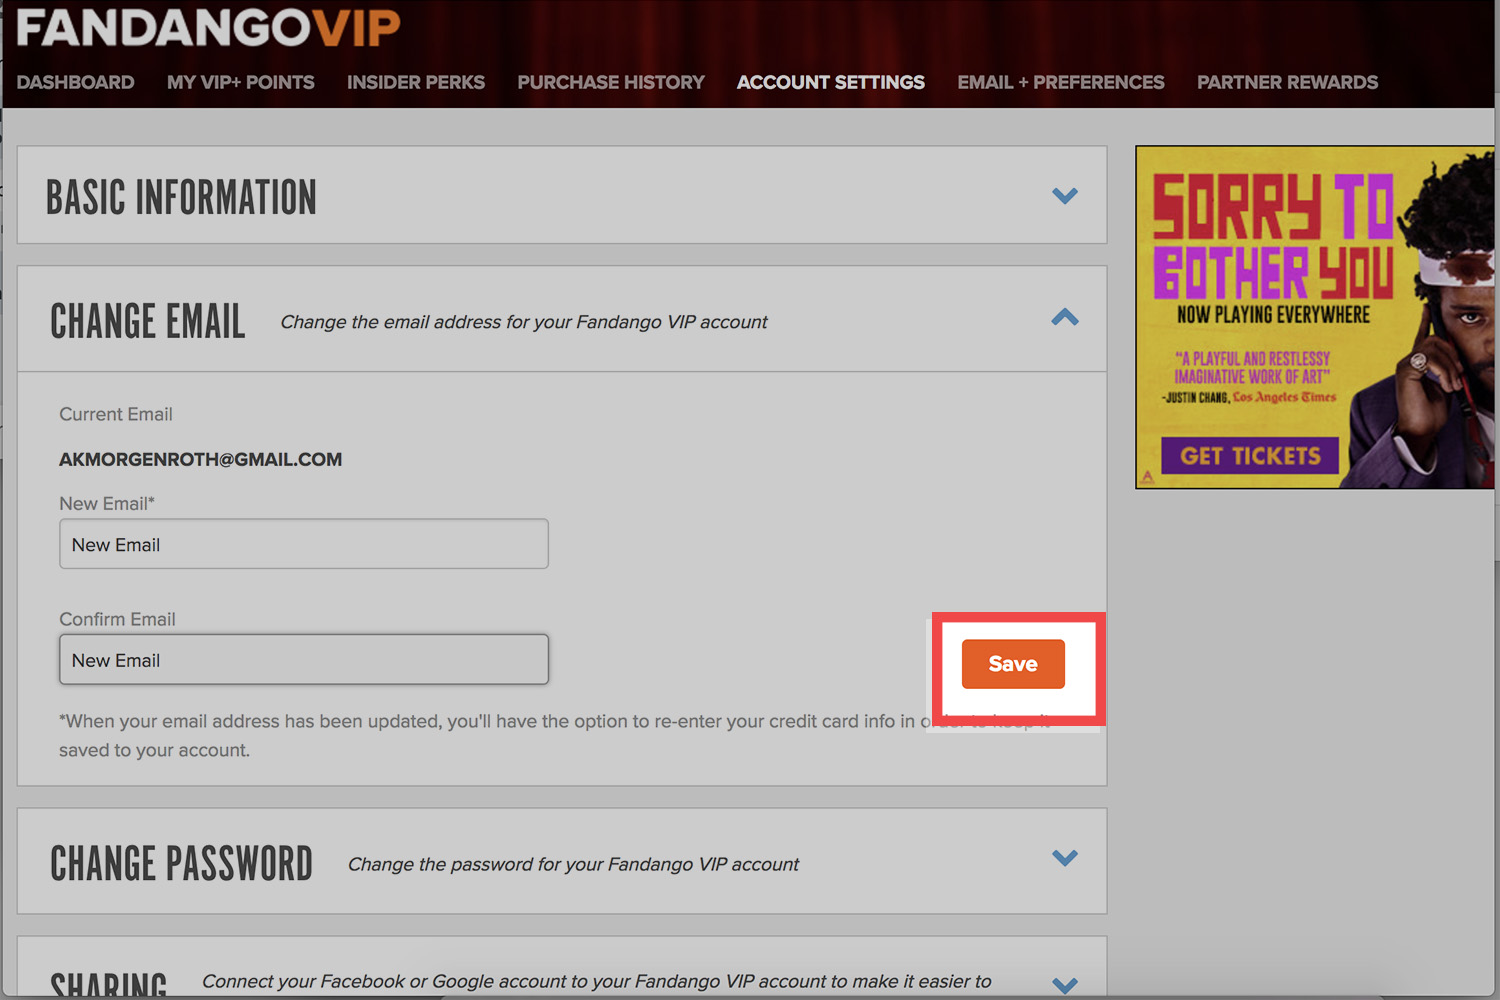 FANDANGOVIP
DASHBOARD MY VIP+ POINTS INSIDER PERKS PURCHASE HISTORY ACCOUNT SETTINGS EMAIL + PREFERENCES PARTNER REWARDS
BASIC INFORMATION
CHANGE EMAIL Change the email address for your Fandango VIP account
Current Email
AKMORGENROTH@GMAIL.COM
New Email*
New Email
Confirm Email
New Email
Save
*When your email address has been updated, you'll have the option to re-enter your credit card info in order to keep it
saved to your account.
CHANGE PASSWORD Change the password for your Fandango VIP account
SHARING Connect your Facebook or Google account to your Fandango VIP account to make it easier to
SORRY TO
BOTHER YOU
NOW PLAYING EVERYWHERE
"A PLAYFUL AND RESTLESSY
IMAGINATIVE WORK OF ART"
-JUSTIN CHANG, Los Angeles Times
GET TICKETS